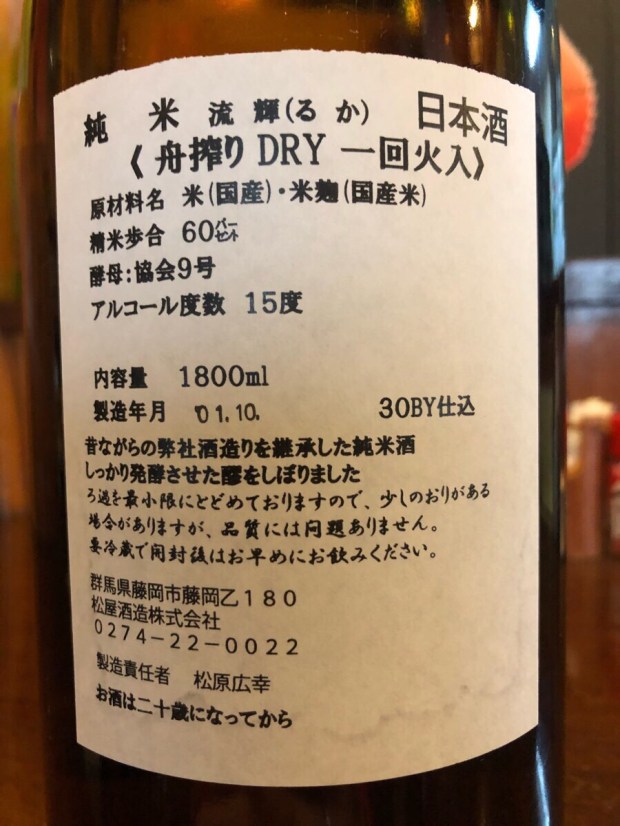 純 米 流 輝(る か) 日本酒
《 舟搾り DRY 一回火入》
原材料名 米(国産)・米麹(国産米)
精米歩合 60パーセント
酵母:協会9号
アルコール度数 15度
内容量 1800ml
製造年月 '01.10. 30BY仕込
昔ながらの弊社酒造りを継承した純米酒
しっかり発酵させた醪をしぼりました
ろ過を最小限にとどめておりますので、少しのおりがある
場合がありますが、品質には問題ありません。
要冷蔵で開封後はお早めにお飲みください。
群馬県藤岡市藤岡乙180
松屋酒造株式会社
0274-22-0022
製造責任者 松原広幸
お酒は二十歳になってから